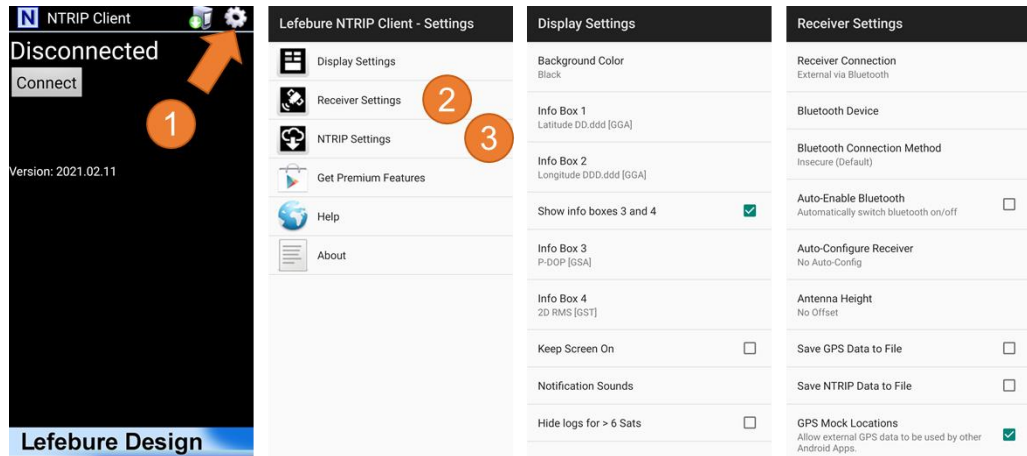 N NTRIP Client
Disconnected
Connect
1
Version: 2021.02.11
Lefebure Design
Lefebure NTRIP Client - Settings
Display Settings
Receiver Settings
2
NTRIP Settings
3
Get Premium Features
Help
About
Display Settings
Background Color
Black
Info Box 1
Latitude DD.ddd [GGA]
Info Box 2
Longitude DDD.ddd [GGA]
Show info boxes 3 and 4
Info Box 3
P-DOP [GSA]
Info Box 4
2D RMS [GST]
Keep Screen On
Notification Sounds
Hide logs for > 6 Sats
Receiver Settings
Receiver Connection
External via Bluetooth
Bluetooth Device
Bluetooth Connection Method
Insecure (Default)
Auto-Enable Bluetooth
Automatically switch bluetooth on/off
Auto-Configure Receiver
No Auto-Config
Antenna Height
No Offset
Save GPS Data to File
Save NTRIP Data to File
GPS Mock Locations
Allow external GPS data to be used by other
Android Apps.